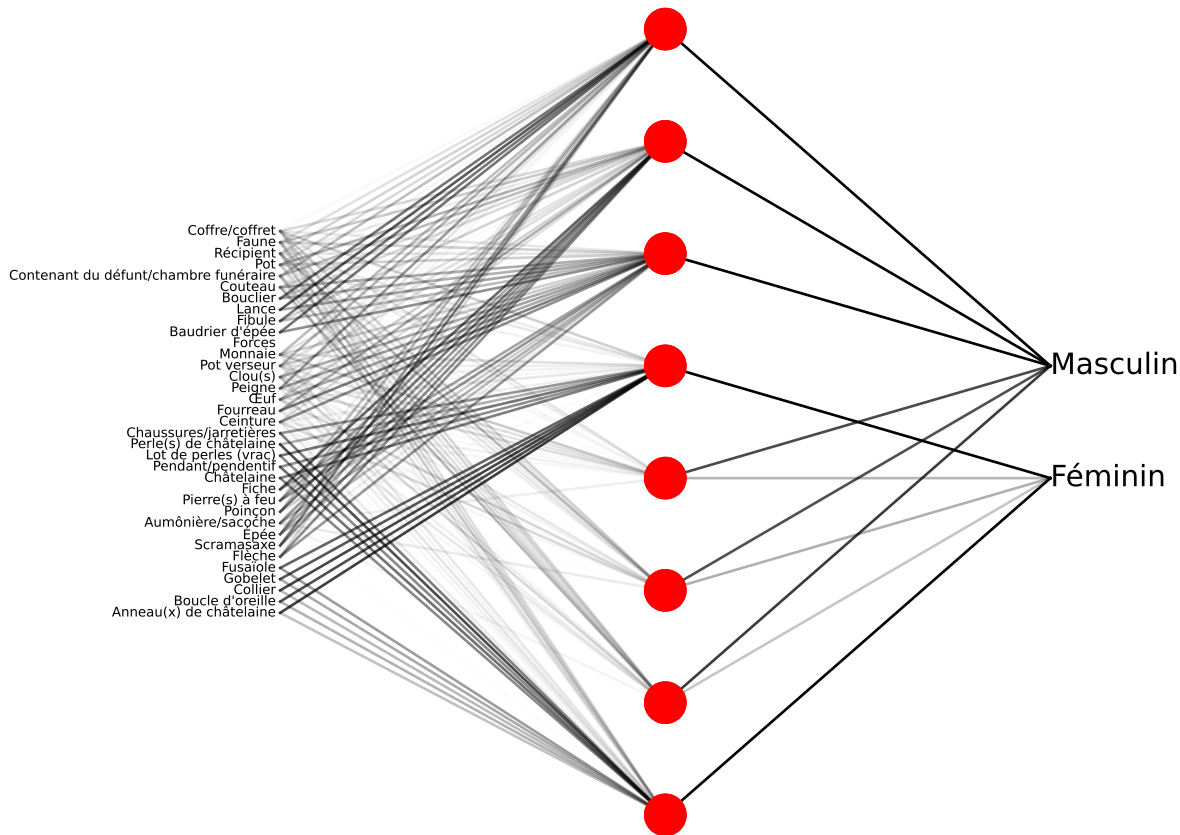 Coffre/coffret
Faune
Récipient
Pot
Contenant du défunt/chambre funéraire
Couteau
Bouclier
Lance
Fibule
Baudrier d'épée
Forces
Monnaie
Pot verseur
Clou(s)
Peigne
Œuf
Fourreau
Ceinture
Chaussures/jarretières
Perle(s) de châtelaine
Lot de perles (vrac)
Pendant/pendentif
Châtelaine
Fiche
Pierre(s) à feu
Poinçon
Aumônière/sacoche
Épée
Scramasaxe
Flèche
Fusaïole
Gobelet
Collier
Boucle d'oreille
Anneau(x) de châtelaine
Masculin
Féminin